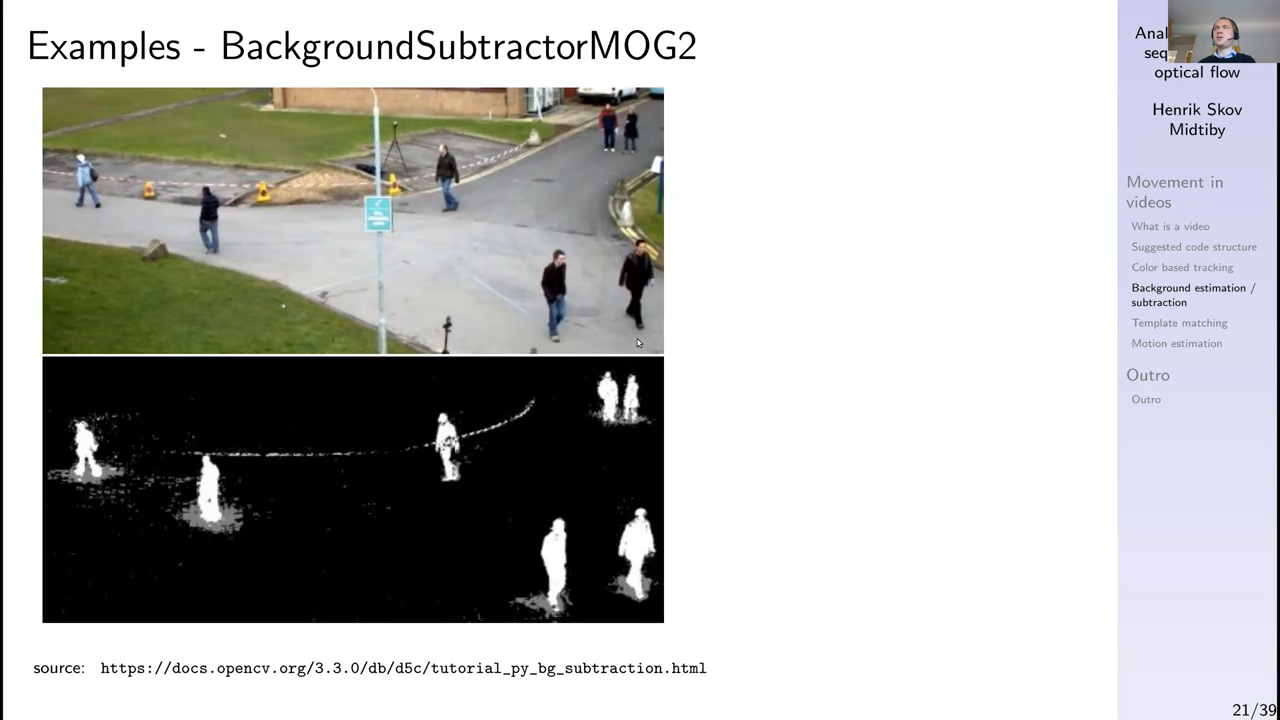 Examples - BackgroundSubtractorMOG2
source: https://docs.opencv.org/3.3.0/db/d5c/tutorial_py_bg_subtraction.html
optical flow
Henrik Skov
Midtiby
Movement in
videos
What is a video
Suggested code structure
Color based tracking
Background estimation /
subtraction
Template matching
Motion estimation
Outro
Outro
21/39